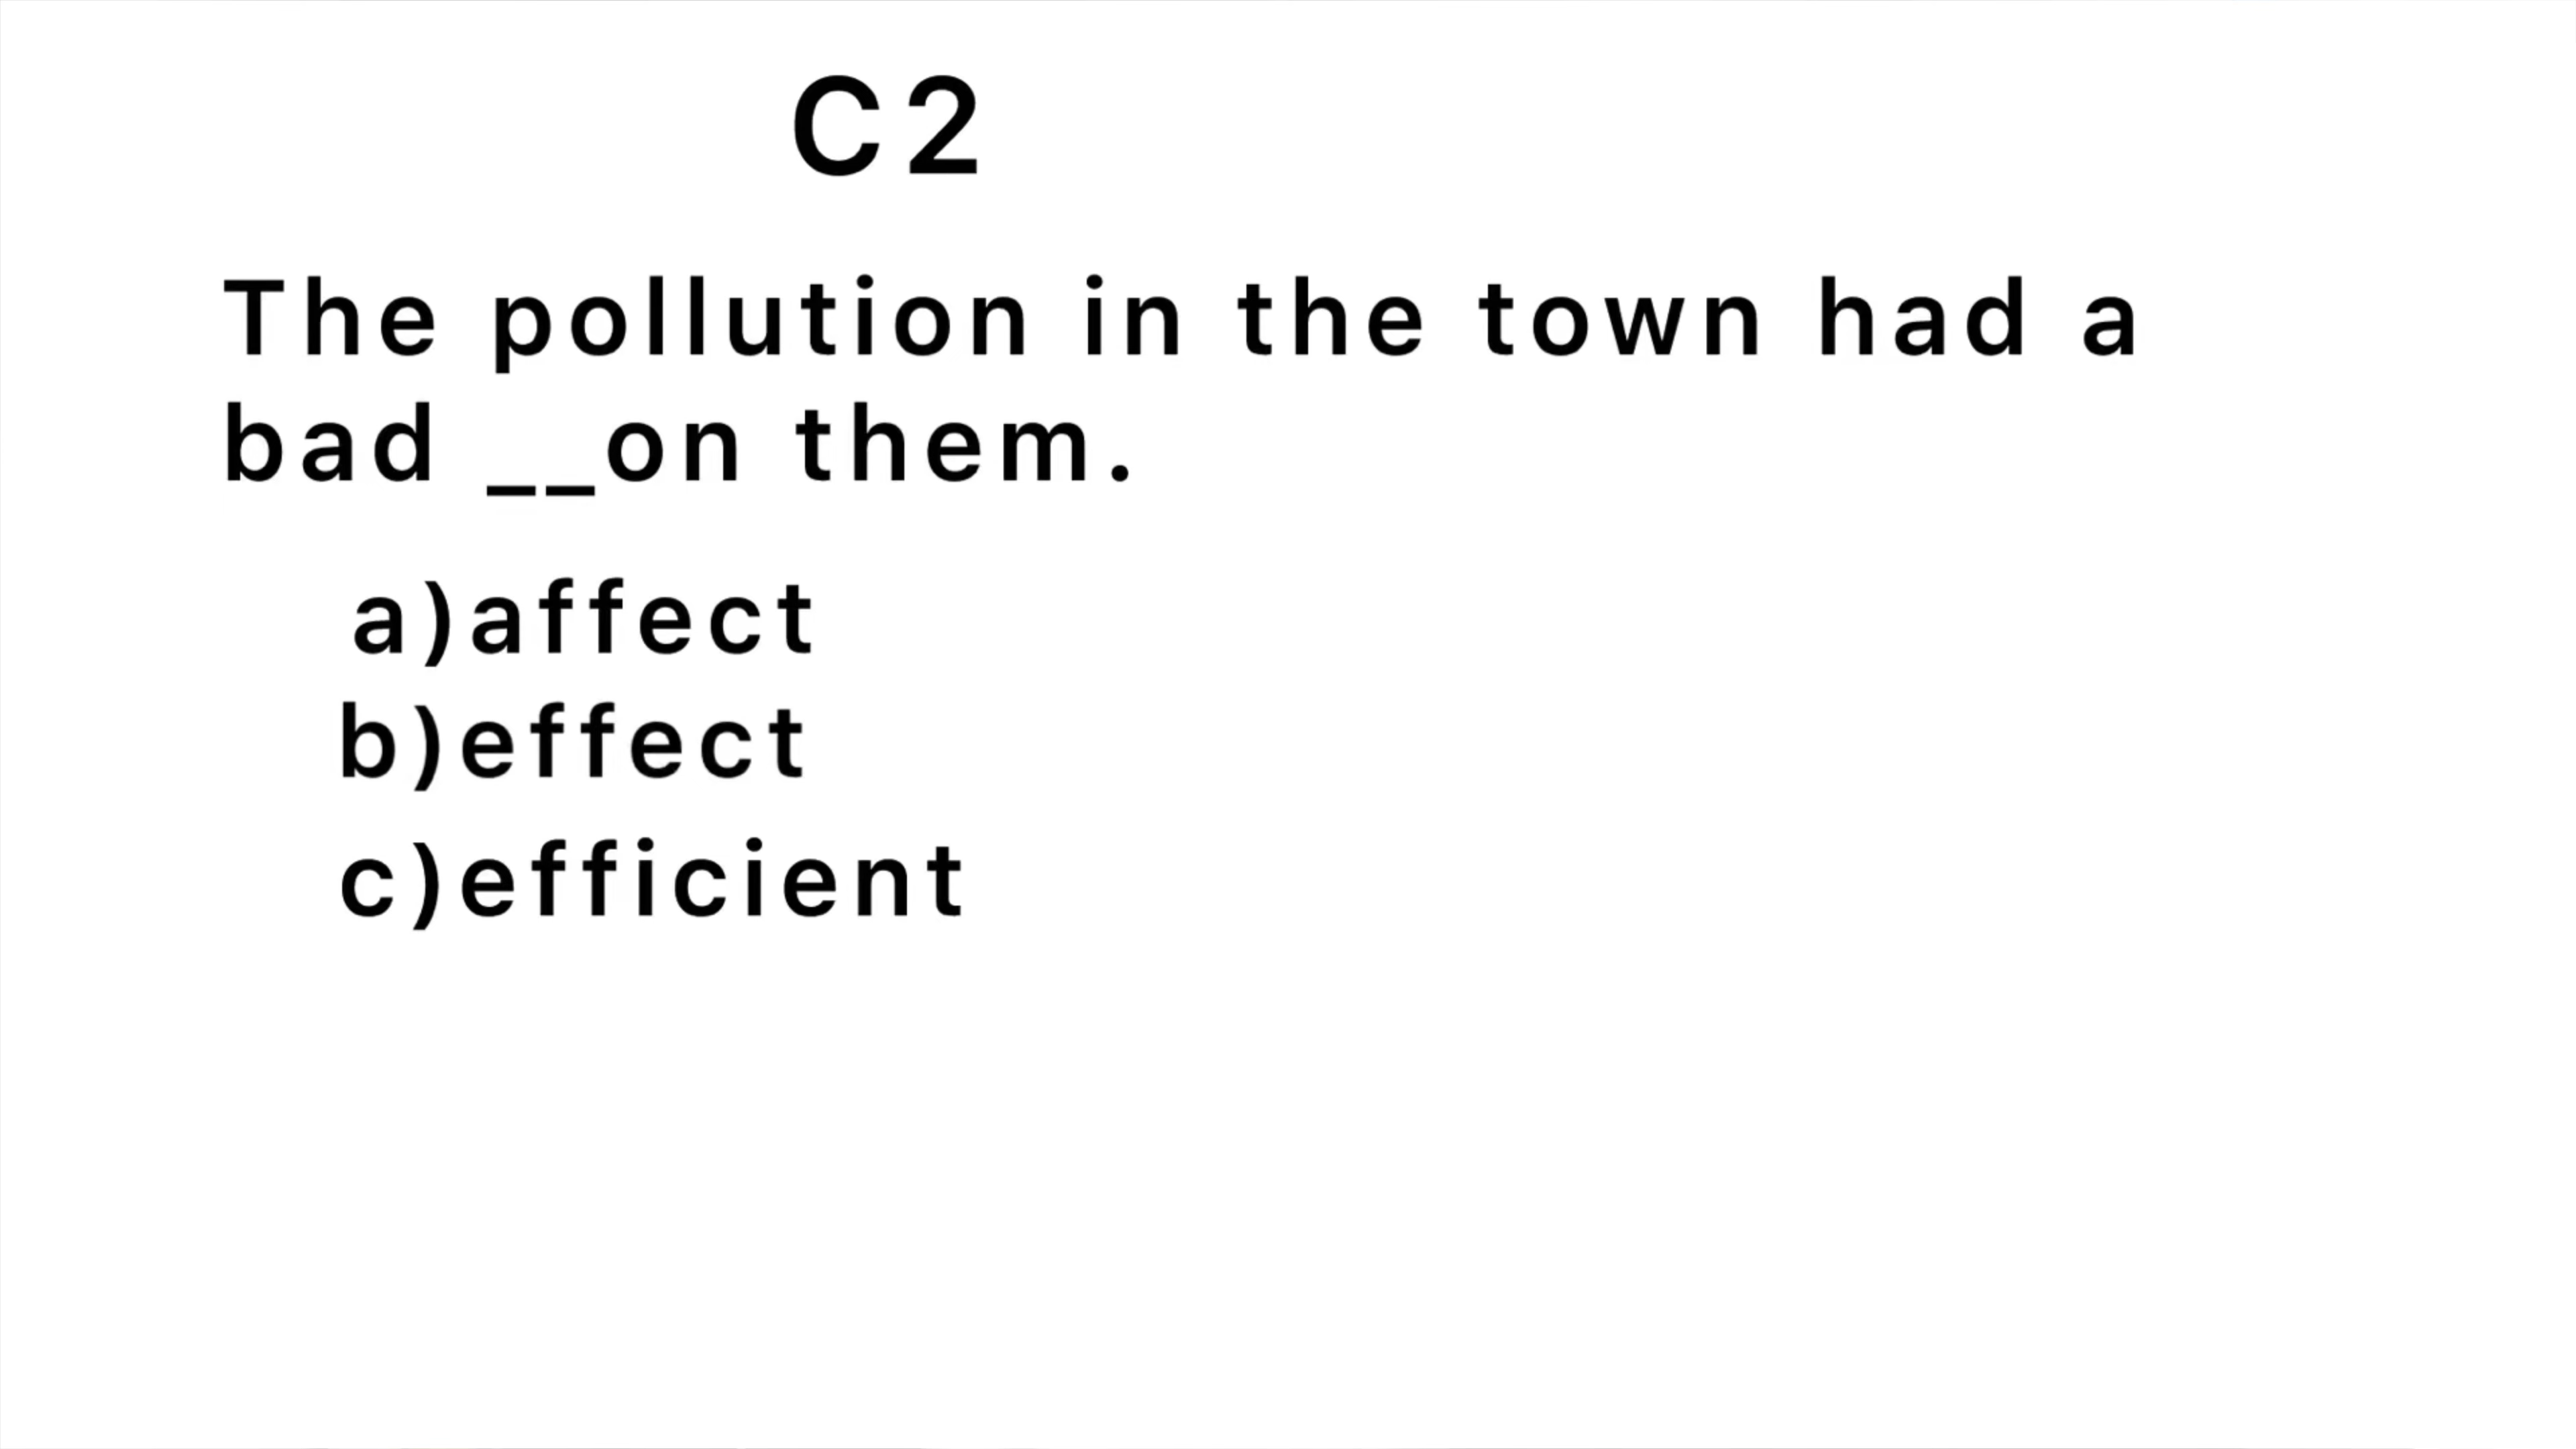 C2
The pollution in the town had a
bad __on them.
a)affect
b)effect
c)efficient